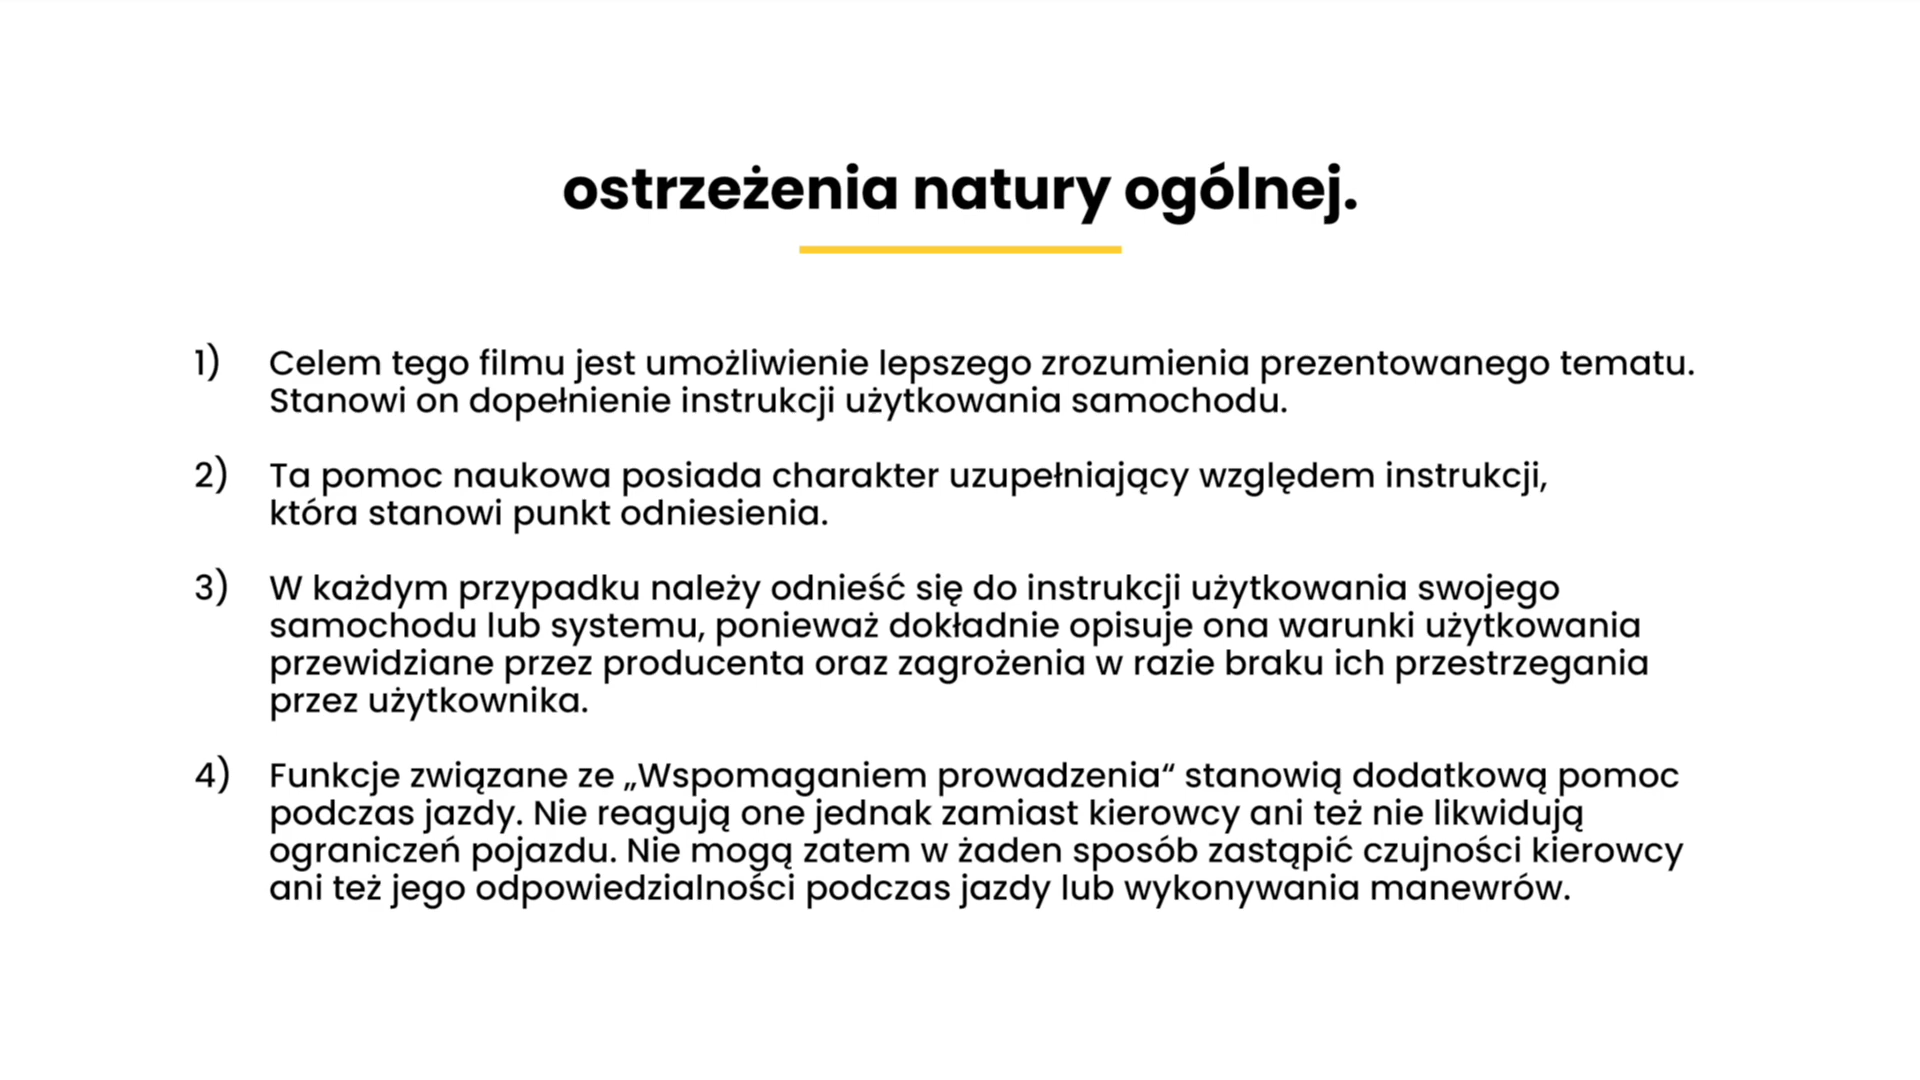 ostrzeżenia natury ogólnej.
1) Celem tego filmu jest umożliwienie lepszego zrozumienia prezentowanego tematu.
Stanowi on dopełnienie instrukcji użytkowania samochodu.
2) Ta pomoc naukowa posiada charakter uzupełniający względem instrukcji,
która stanowi punkt odniesienia.
3) W każdym przypadku należy odnieść się do instrukcji użytkowania swojego
samochodu lub systemu, ponieważ dokładnie opisuje ona warunki użytkowania
przewidziane przez producenta oraz zagrożenia w razie braku ich przestrzegania
przez użytkownika.
4) Funkcje związane ze „Wspomaganiem prowadzenia“ stanowią dodatkową pomoc
podczas jazdy. Nie reagują one jednak zamiast kierowcy ani też nie likwidują
ograniczeń pojazdu. Nie mogą zatem w żaden sposób zastąpić czujności kierowcy
ani też jego odpowiedzialności podczas jazdy lub wykonywania manewrów.